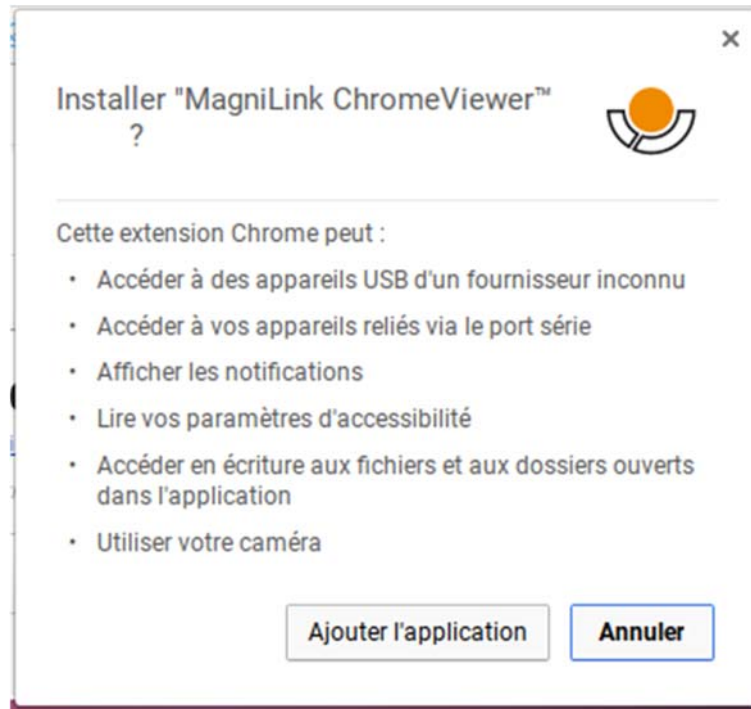 Installer "MagniLink ChromeViewer™
?
Cette extension Chrome peut :
• Accéder à des appareils USB d'un fournisseur inconnu
• Accéder à vos appareils reliés via le port série
• Afficher les notifications
• Lire vos paramètres d'accessibilité
• Accéder en écriture aux fichiers et aux dossiers ouverts
dans l'application
• Utiliser votre caméra
Ajouter l'application
Annuler